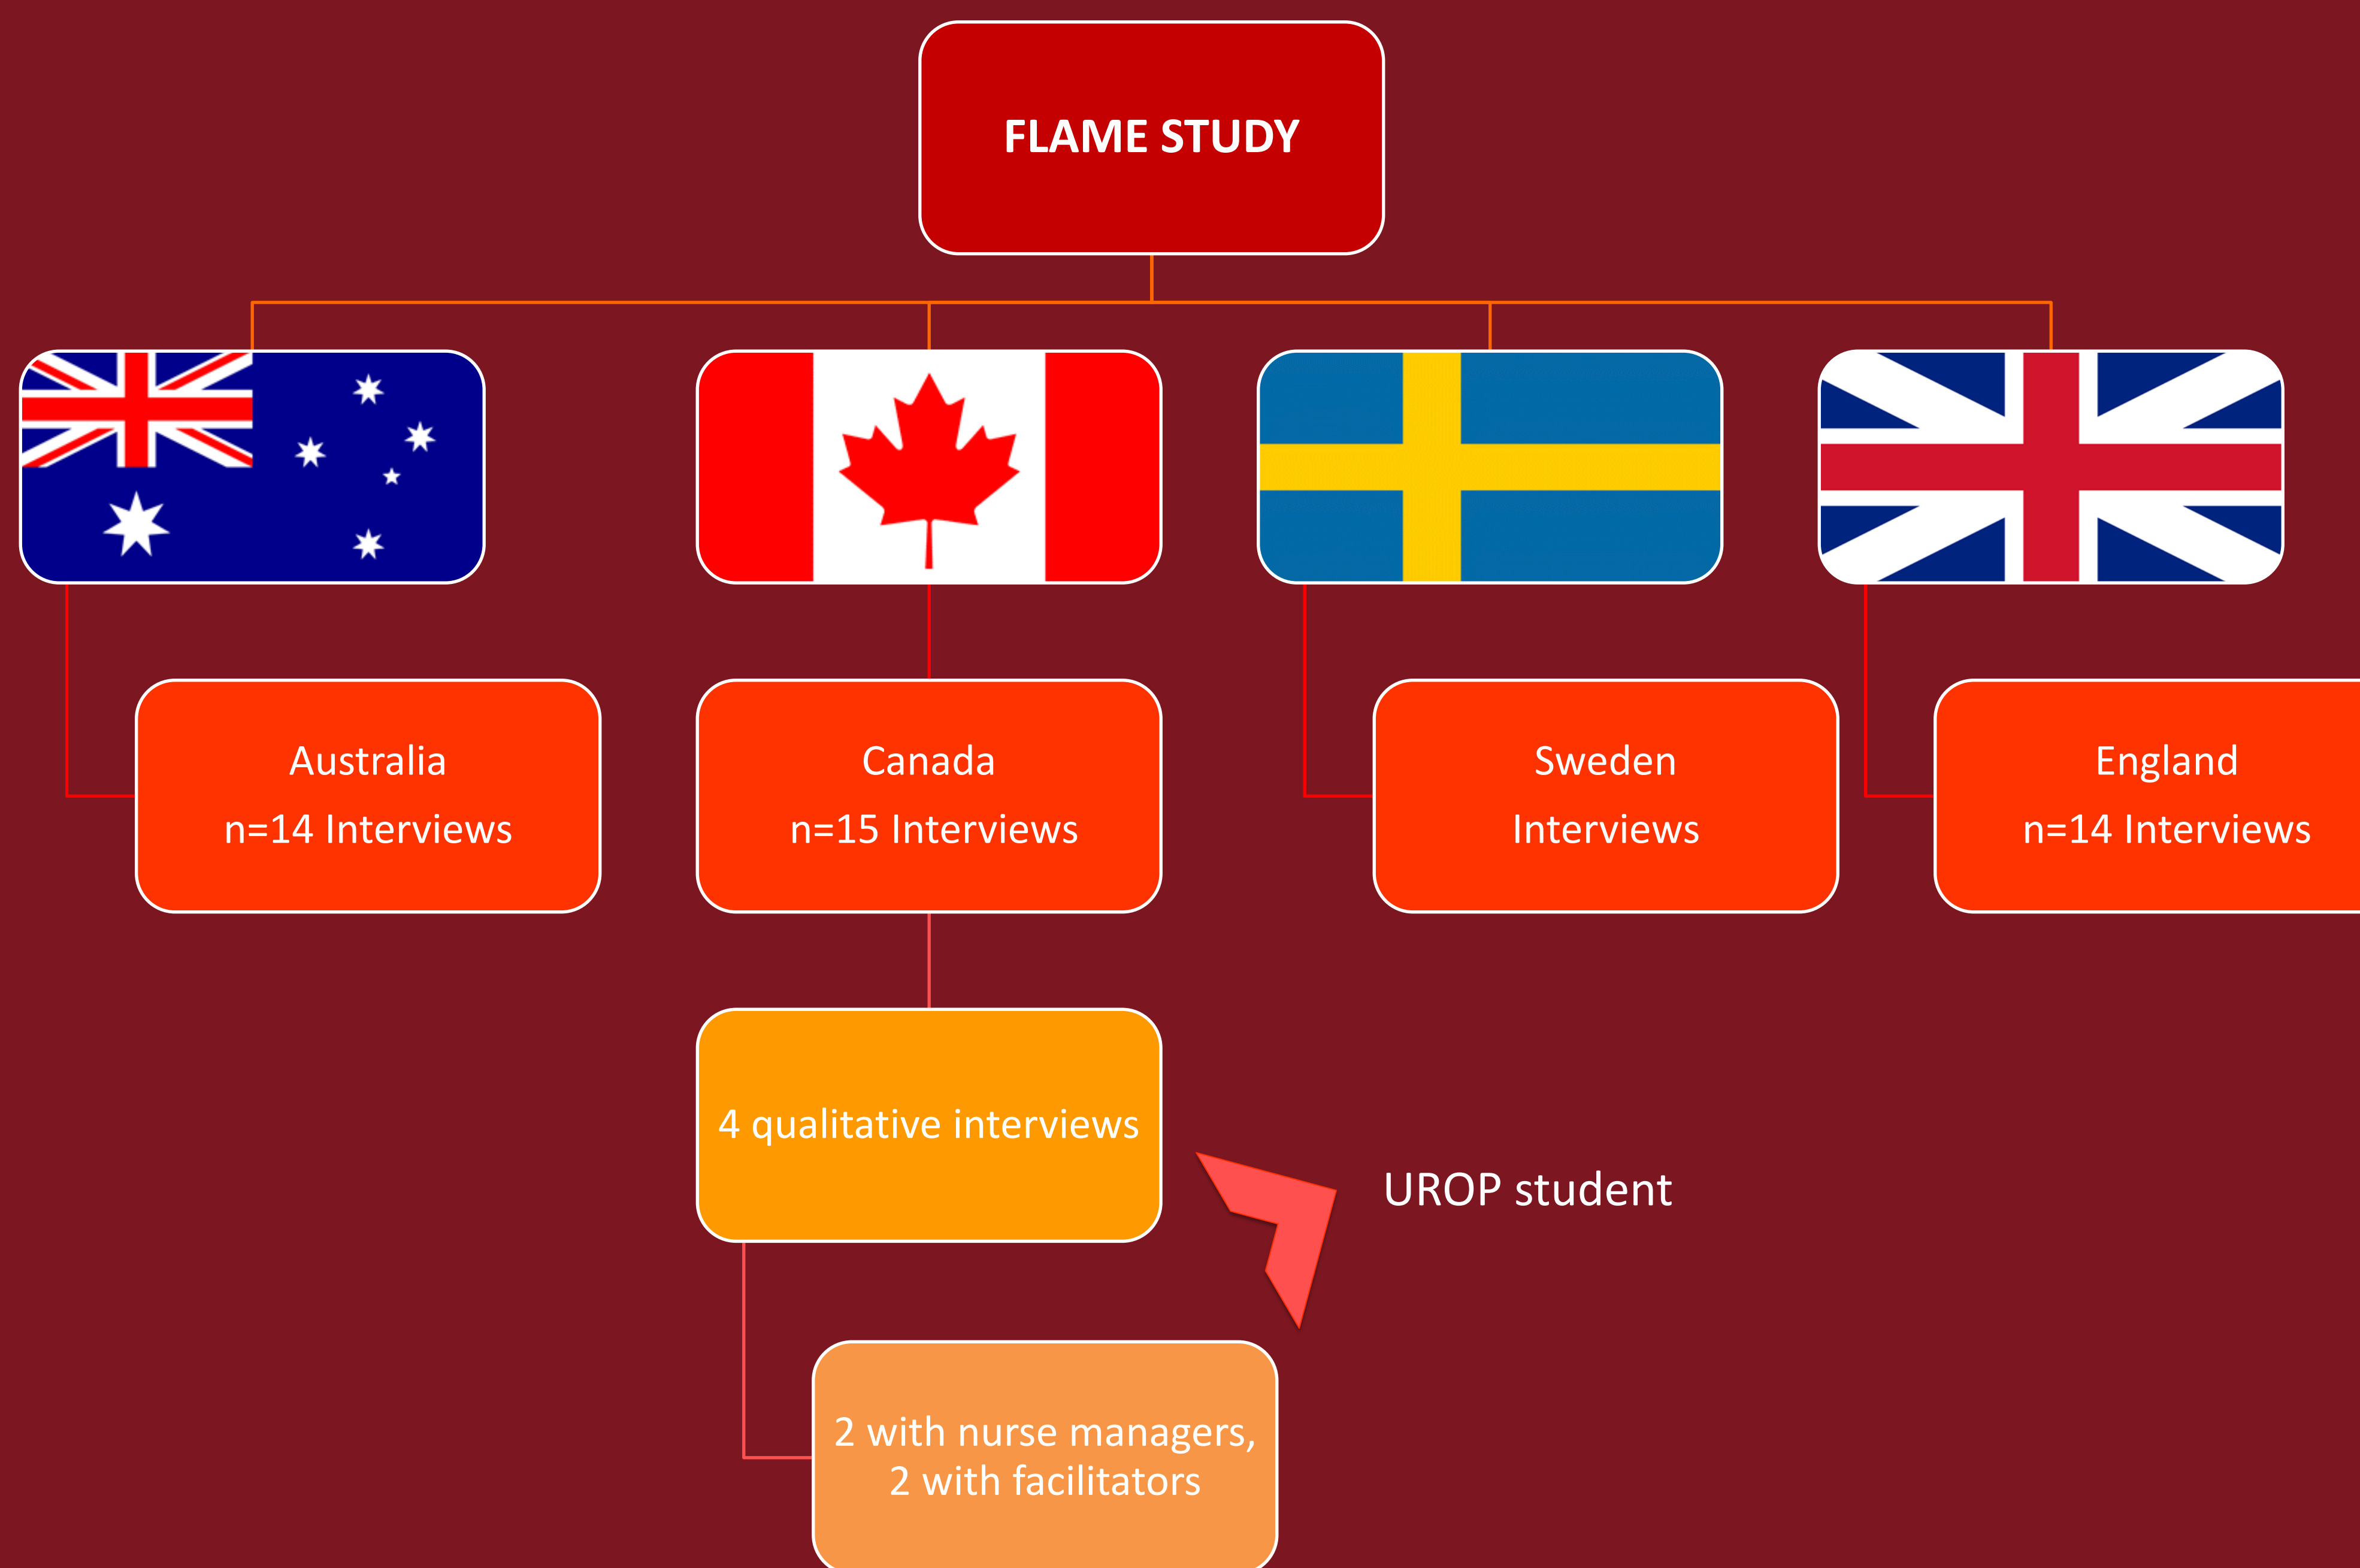 FLAME STUDY
Australia
n=14 Interviews
Canada
n=15 Interviews
Sweden
Interviews
England
n=14 Interviews
4 qualitative interviews
UROP student
2 with nurse managers,
2 with facilitators